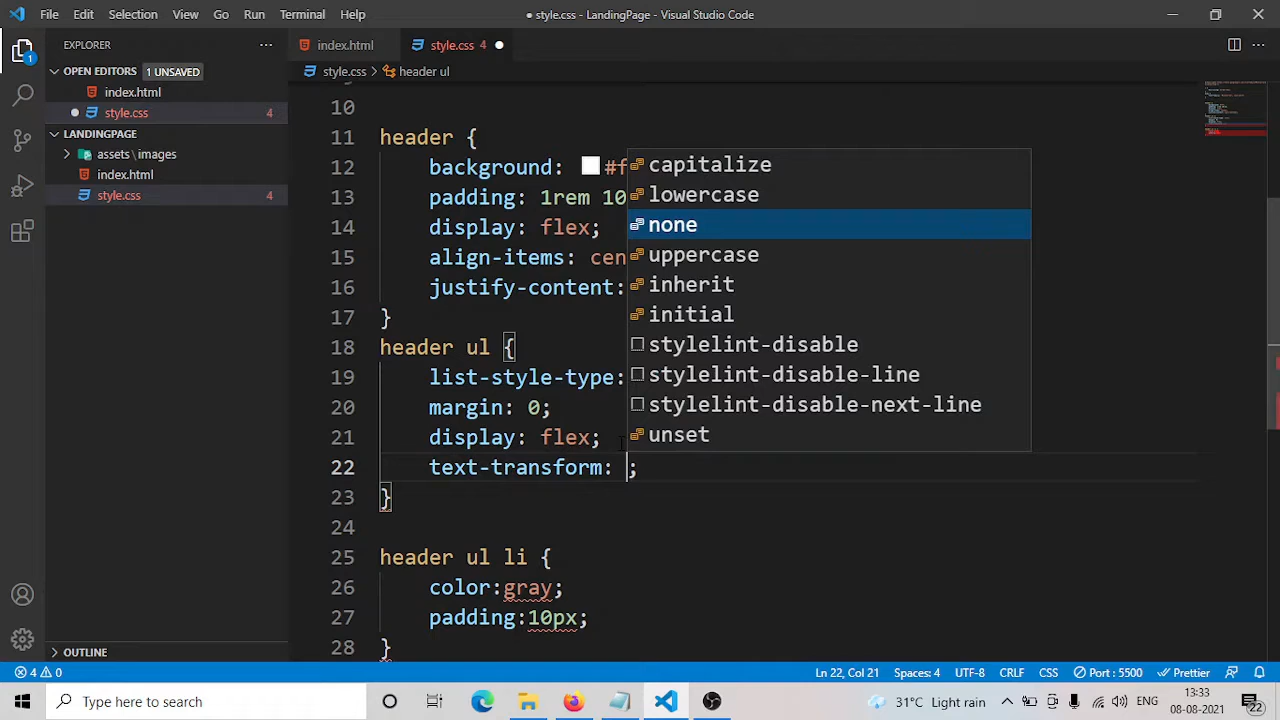 File Edit Selection View Go Run Terminal Help
● style.css - LandingPage - Visual Studio Code
EXPLORER
OPEN EDITORS 1 UNSAVED
index.html
style.css 4
LANDINGPAGE
assets\images
index.html
style.css 4
OUTLINE
1
index.html
style.css 4
style.css > header ul
10
11 header {
12 background: #f
13 padding: 1rem 10
14 display: flex;
15 align-items: cen
16 justify-content:
17 }
18 header ul {
19 list-style-type:
20 margin: 0;
21 display: flex;
22 text-transform: ;
23 }
24
25 header ul li {
26 color:gray;
27 padding:10px;
28 }
capitalize
lowercase
none
uppercase
inherit
initial
stylelint-disable
stylelint-disable-line
stylelint-disable-next-line
unset
4 0
Ln 22, Col 21 Spaces: 4 UTF-8 CRLF CSS Port : 5500 Prettier
Type here to search
31°C Light rain
13:33
08-08-2021
22